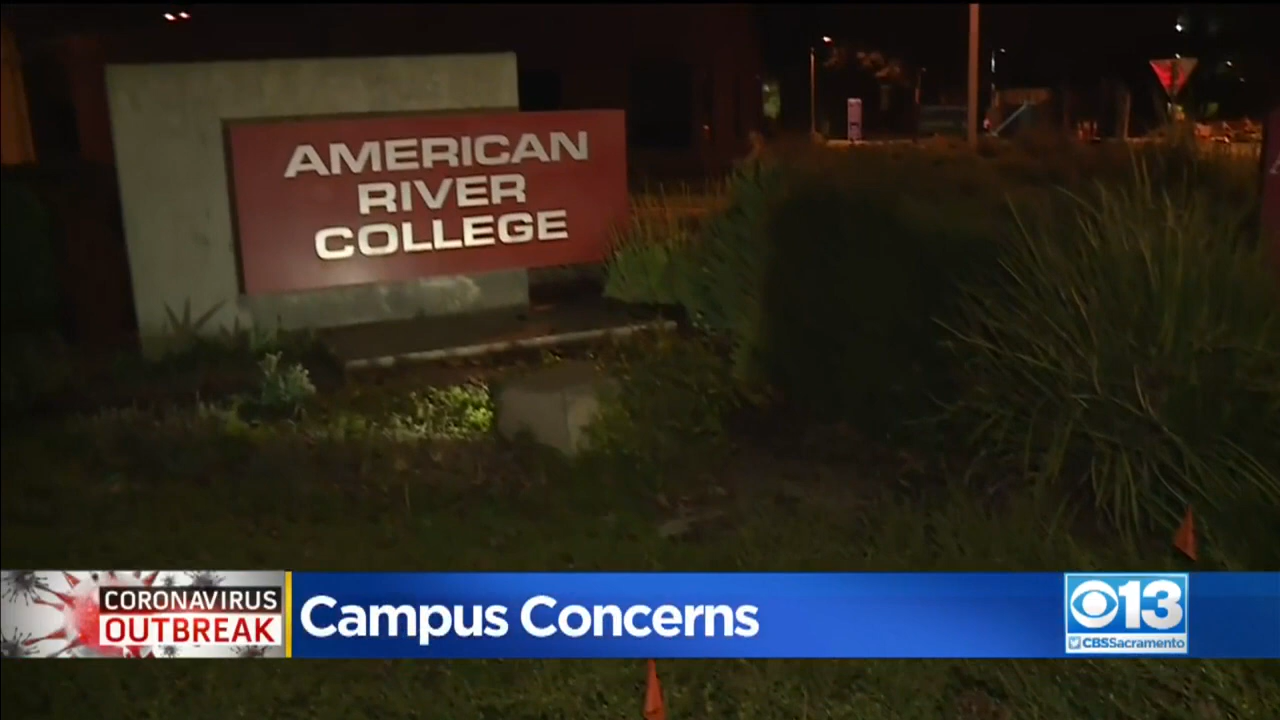 AMERICAN
RIVER
COLLEGE
CORONAVIRUS
OUTBREAK
Campus Concerns
13
CBSSacramento